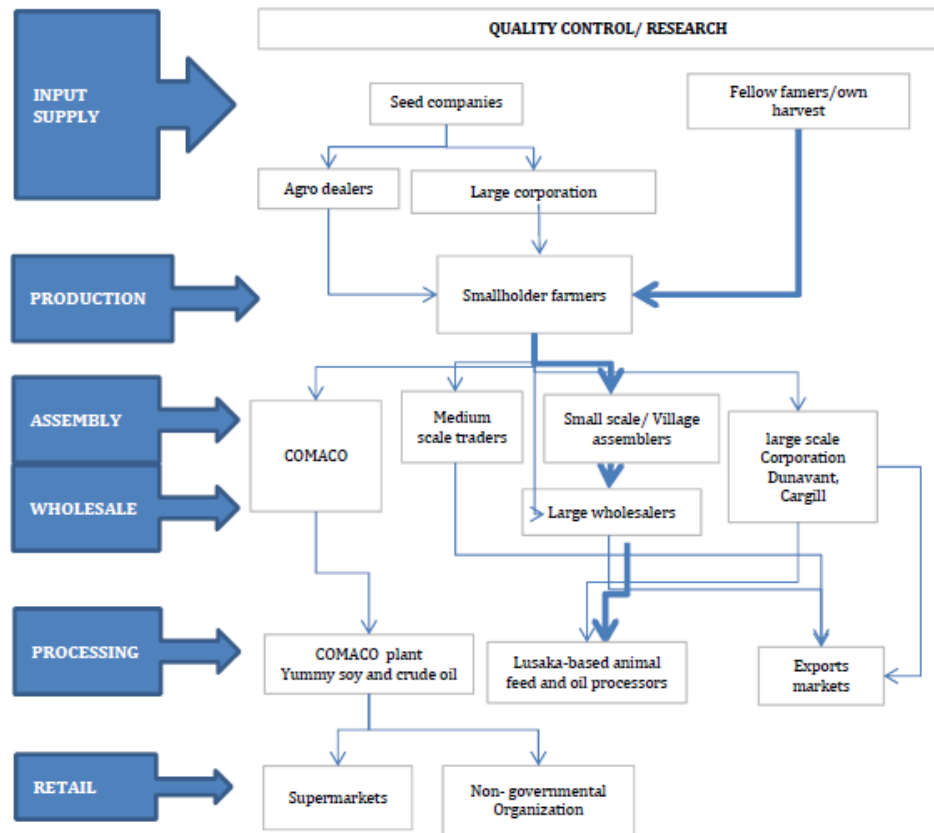 QUALITY CONTROL/ RESEARCH
INPUT
SUPPLY
Seed companies
Fellow famers/own
harvest
Agro dealers
Large corporation
PRODUCTION
Smallholder farmers
ASSEMBLY
COMACO
Medium
scale traders
Small scale/ Village
assemblers
large scale
Corporation
Dunavant,
Cargill
WHOLESALE
Large wholesalers
PROCESSING
COMACO plant
Yummy soy and crude oil
Lusaka-based animal
feed and oil processors
Exports
markets
RETAIL
Supermarkets
Non- governmental
Organization